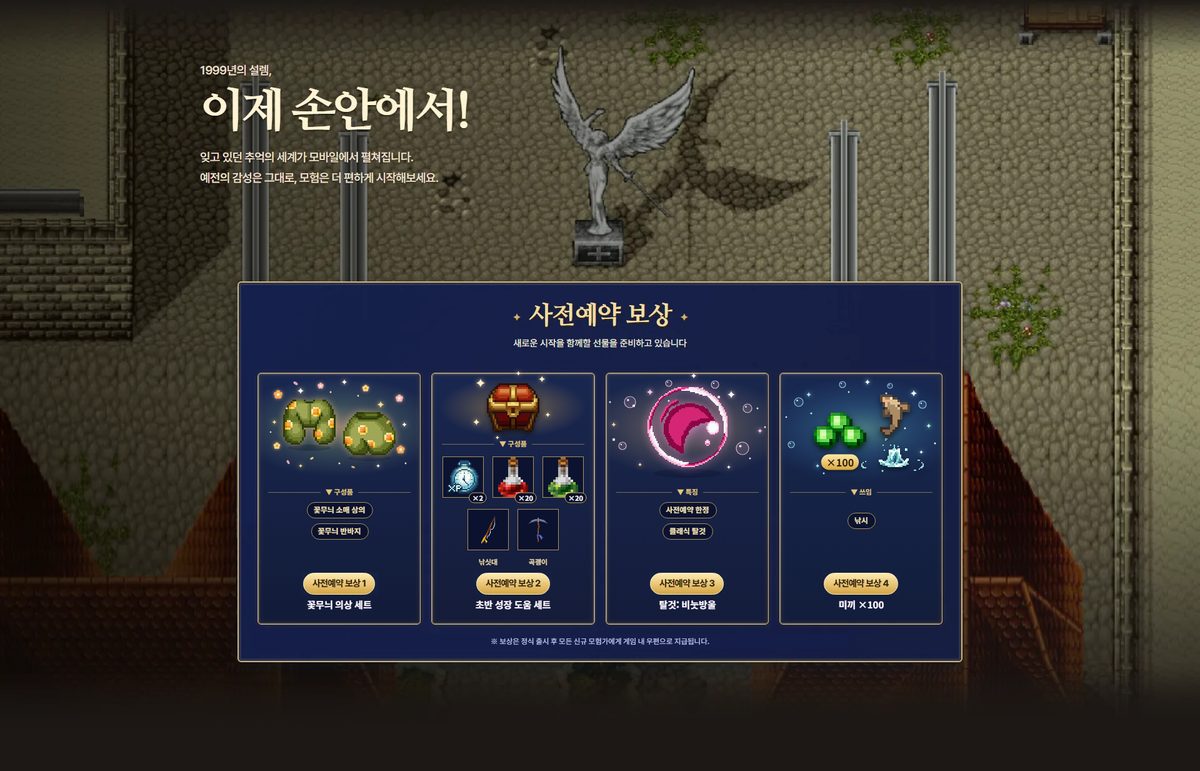 1999년의 설렘,
이제 손안에서!
잊고 있던 추억의 세계가 모바일에서 펼쳐집니다.
예전의 감성은 그대로, 모험은 더 편하게 시작해보세요.
사전예약 보상
새로운 시작을 함께할 선물을 준비하고 있습니다
▼ 구성품
꽃무늬 소매 상의
꽃무늬 반바지
사전예약 보상 1
꽃무늬 의상 세트
▼ 구성품
XP
×2
×20
×20
낚싯대
곡괭이
사전예약 보상 2
초반 성장 도움 세트
▼ 특징
사전예약 한정
클래식 탈것
사전예약 보상 3
탈것: 비눗방울
×100
▼ 쓰임
낚시
사전예약 보상 4
미끼 ×100
※ 보상은 정식 출시 후 모든 신규 모험가에게 게임 내 우편으로 지급됩니다.